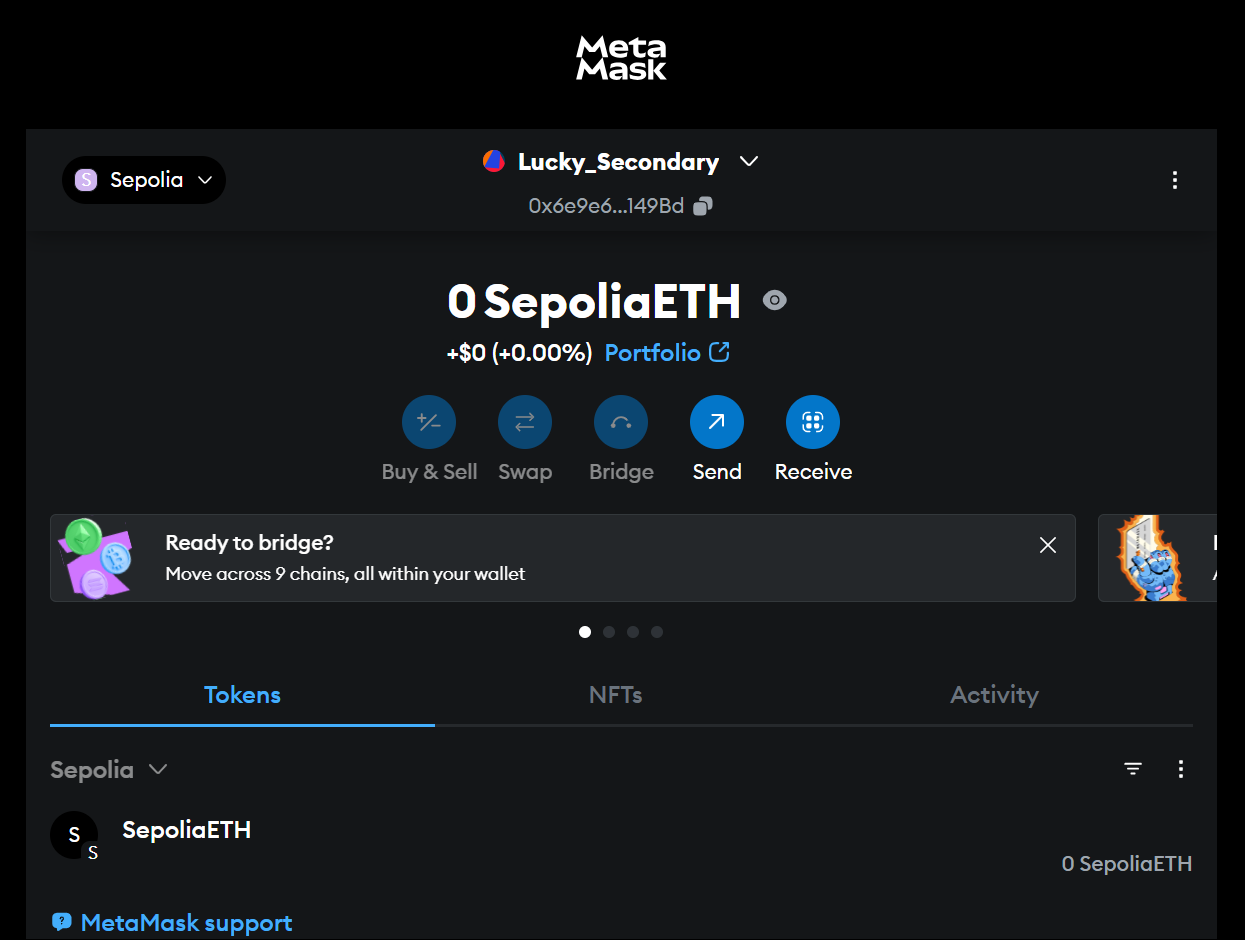 Meta
Mask
S Sepolia
Lucky_Secondary
0x6e9e6...149Bd
0 SepoliaETH
+$0 (+0.00%) Portfolio
Buy & Sell
Swap
Bridge
Send
Receive
Ready to bridge?
Move across 9 chains, all within your wallet
Tokens
NFTs
Activity
Sepolia
S
S
SepoliaETH
0 SepoliaETH
? MetaMask support